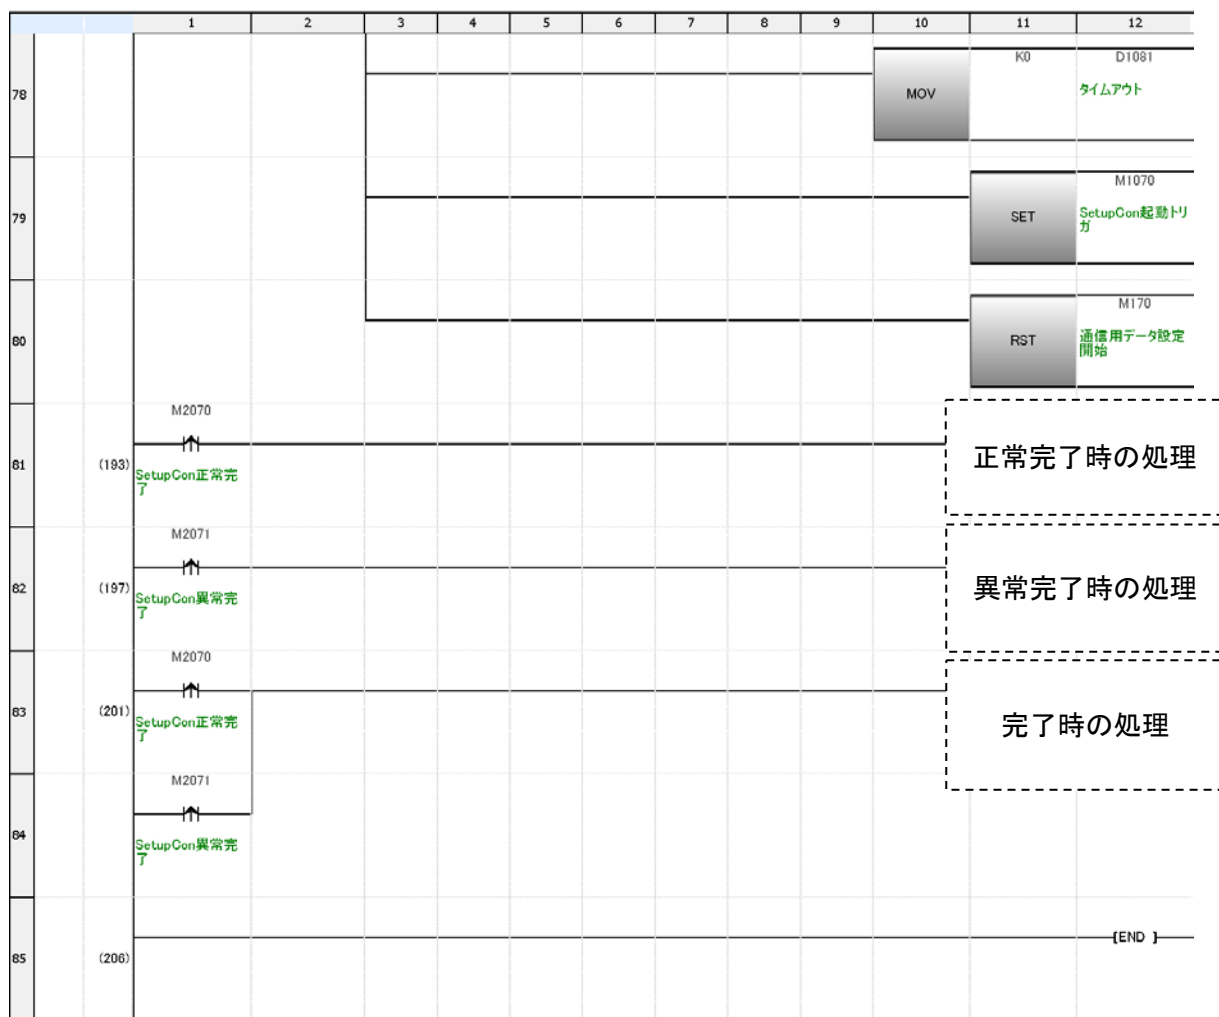 1 2 3 4 5 6 7 8 9 10 11 12
K0 D1081
78 MOV タイムアウト
M1070
79 SET SetupCon起動トリ
ガ
M170
80 RST 通信用データ設定
開始
M2070
正常完了時の処理
81 (193) SetupCon正常完
了
M2071
異常完了時の処理
82 (197) SetupCon異常完
了
M2070
83 (201) SetupCon正常完
了
完了時の処理
M2071
84 SetupCon異常完
了
[END ]
85 (206)